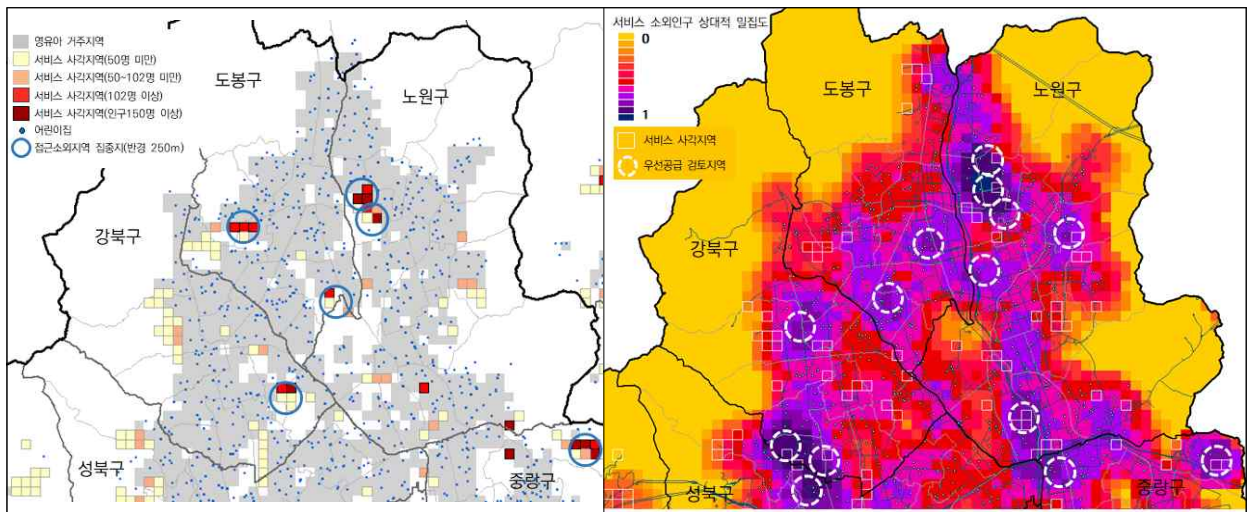 영유아 거주지역
서비스 사각지역(50명 미만)
서비스 사각지역(50~102명 미만)
서비스 사각지역(102명 이상)
서비스 사각지역(인구150명 이상)
어린이집
접근소외지역 집중지(반경 250m)
도봉구
노원구
강북구
성북구
중랑구
서비스 소외인구 상대적 밀집도
0
1
서비스 사각지역
우선공급 검토지역
도봉구
노원구
강북구
성북구
중랑구